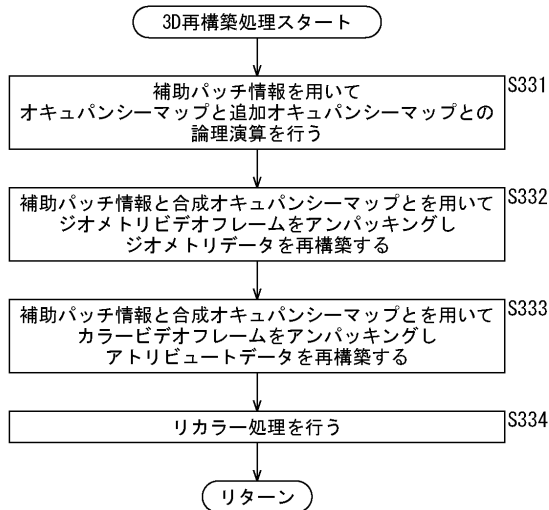 3D再構築処理スタート
補助パッチ情報を用いて
オキュパンシーマップと追加オキュパンシーマップとの
論理演算を行う
S331
補助パッチ情報と合成オキュパンシーマップとを用いて
ジオメトリビデオフレームをアンパッキングし
ジオメトリデータを再構築する
S332
補助パッチ情報と合成オキュパンシーマップとを用いて
カラービデオフレームをアンパッキングし
アトリビュートデータを再構築する
S333
リカラー処理を行う
S334
リターン